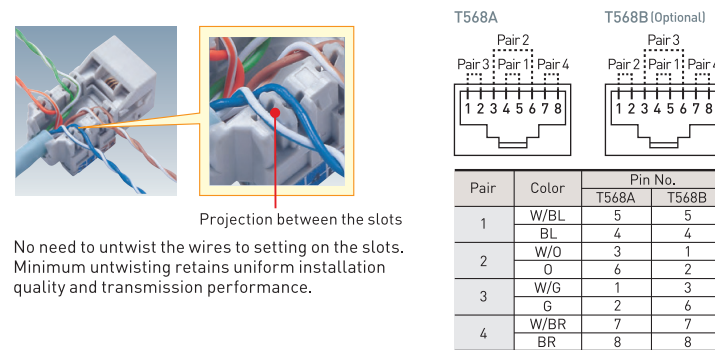 Projection between the slots
No need to untwist the wires to setting on the slots.
Minimum untwisting retains uniform installation
quality and transmission performance.
T568A
Pair 2
Pair 3 Pair 1 Pair 4
1 2 3 4 5 6 7 8
T568B (Optional)
Pair 3
Pair 2 Pair 1 Pair 4
1 2 3 4 5 6 7 8
Pair Color Pin No.
T568A T568B
1 W/BL 5 5
BL 4 4
2 W/O 3 1
O 6 2
3 W/G 1 3
G 2 6
4 W/BR 7 7
BR 8 8